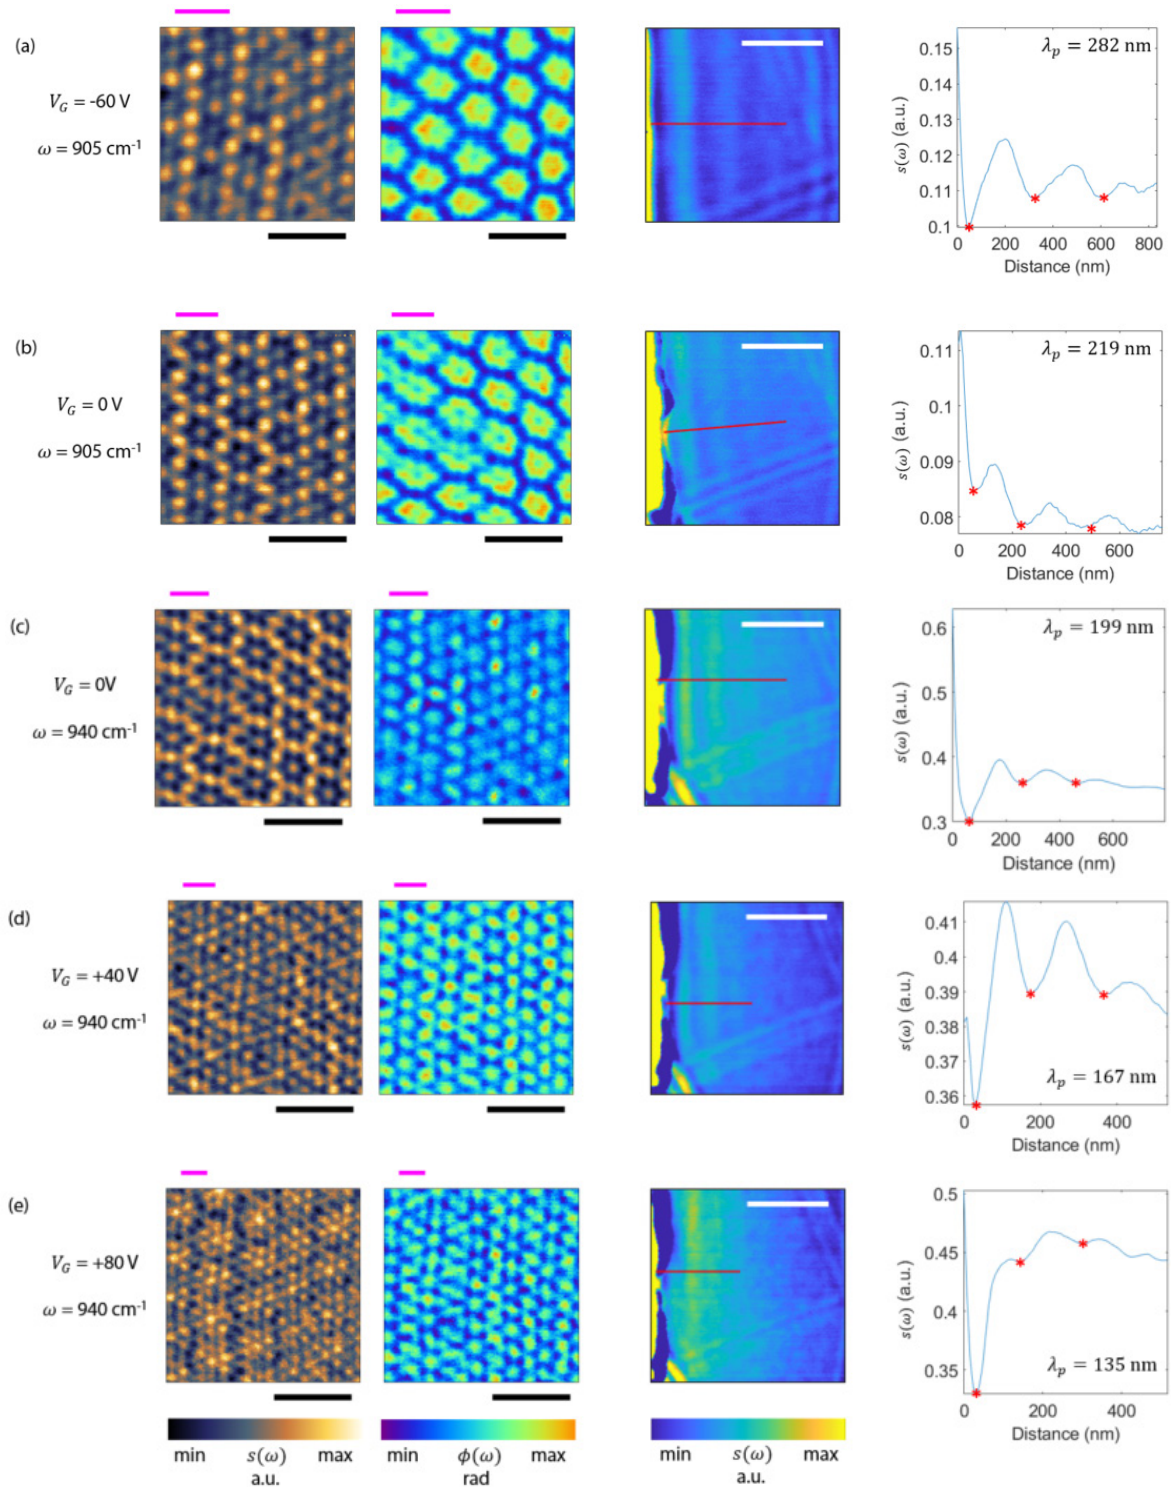 (a)
V_G = -60 V
ω = 905 cm⁻¹
λ_p = 282 nm
s(ω) (a.u.)
0.15
0.14
0.13
0.12
0.11
0.1
0 200 400 600 800
Distance (nm)
(b)
V_G = 0 V
ω = 905 cm⁻¹
λ_p = 219 nm
s(ω) (a.u.)
0.11
0.1
0.09
0.08
0 200 400 600
Distance (nm)
(c)
V_G = 0V
ω = 940 cm⁻¹
λ_p = 199 nm
s(ω) (a.u.)
0.6
0.5
0.4
0.3
0 200 400 600
Distance (nm)
(d)
V_G = +40 V
ω = 940 cm⁻¹
s(ω) (a.u.)
0.41
0.4
0.39
0.38
0.37
0.36
λ_p = 167 nm
0 200 400
Distance (nm)
(e)
V_G = +80 V
ω = 940 cm⁻¹
s(ω) (a.u.)
0.5
0.45
0.4
0.35
λ_p = 135 nm
0 200 400
Distance (nm)
min s(ω) max
a.u.
min ϕ(ω) max
rad
min s(ω) max
a.u.